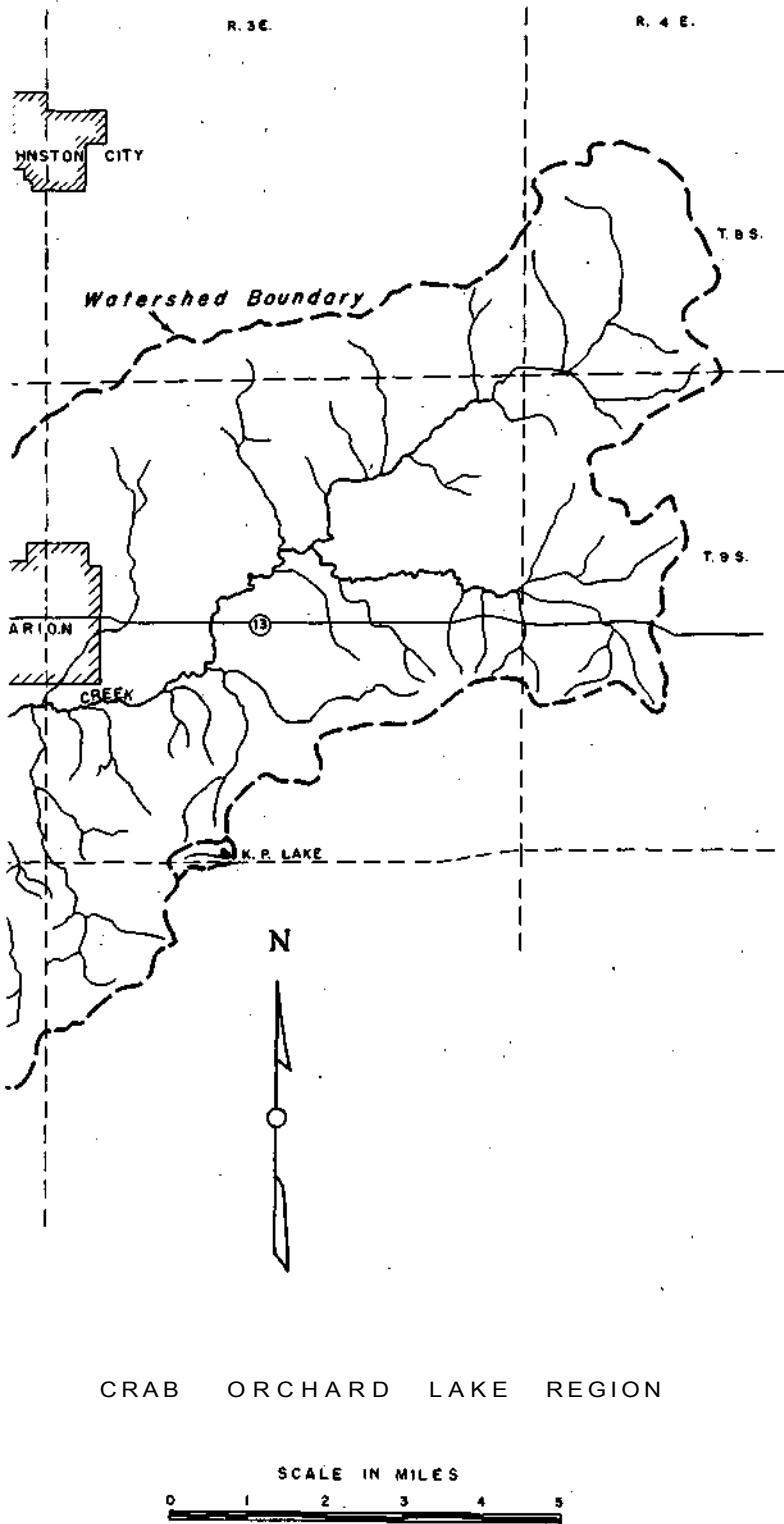 R. 3E.
R. 4 E.
HNSTON CITY
T. 8 S.
Watershed Boundary
T. 9 S.
ARION
13
CREEK
K. P. LAKE
N
CRAB ORCHARD LAKE REGION
SCALE IN MILES
0 1 2 3 4 5